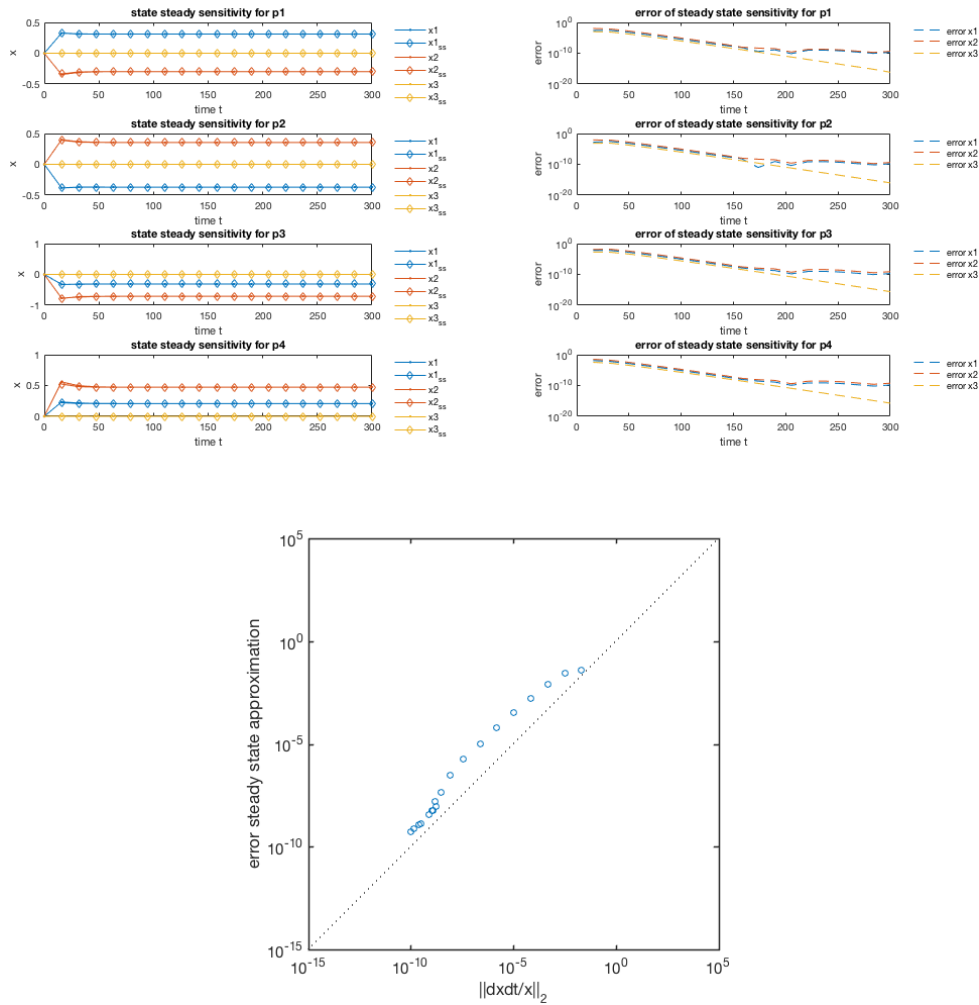 state steady sensitivity for p1
0.5
0
-0.5
x
0 50 100 150 200 250 300
time t
x1
x1ss
x2
x2ss
x3
x3ss
error of steady state sensitivity for p1
10^0
10^-10
10^-20
error
0 50 100 150 200 250 300
time t
error x1
error x2
error x3
state steady sensitivity for p2
0.5
0
-0.5
x
0 50 100 150 200 250 300
time t
x1
x1ss
x2
x2ss
x3
x3ss
error of steady state sensitivity for p2
10^0
10^-10
10^-20
error
0 50 100 150 200 250 300
time t
error x1
error x2
error x3
state steady sensitivity for p3
1
0
-1
x
0 50 100 150 200 250 300
time t
x1
x1ss
x2
x2ss
x3
x3ss
error of steady state sensitivity for p3
10^0
10^-10
10^-20
error
0 50 100 150 200 250 300
time t
error x1
error x2
error x3
state steady sensitivity for p4
1
0.5
0
x
0 50 100 150 200 250 300
time t
x1
x1ss
x2
x2ss
x3
x3ss
error of steady state sensitivity for p4
10^0
10^-10
10^-20
error
0 50 100 150 200 250 300
time t
error x1
error x2
error x3
10^5
10^0
10^-5
10^-10
10^-15
error steady state approximation
10^-15 10^-10 10^-5 10^0 10^5
||dxdt/x||2